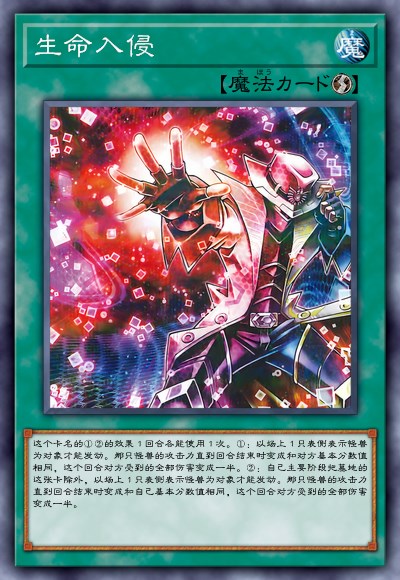 生命入侵
魔
【魔法カード】
まほう
这个卡名的①②的效果1回合各能使用1次。①：以场上1只表侧表示怪兽
为对象才能发动。那只怪兽的攻击力直到回合结束时变成和对方基本分数值
相同，这个回合对方受到的全部伤害变成一半。②：自己主要阶段把墓地的
这张卡除外，以场上1只表侧表示怪兽为对象才能发动。那只怪兽的攻击力
直到回合结束时变成和自己基本分数值相同，这个回合对方受到的全部伤害
变成一半。